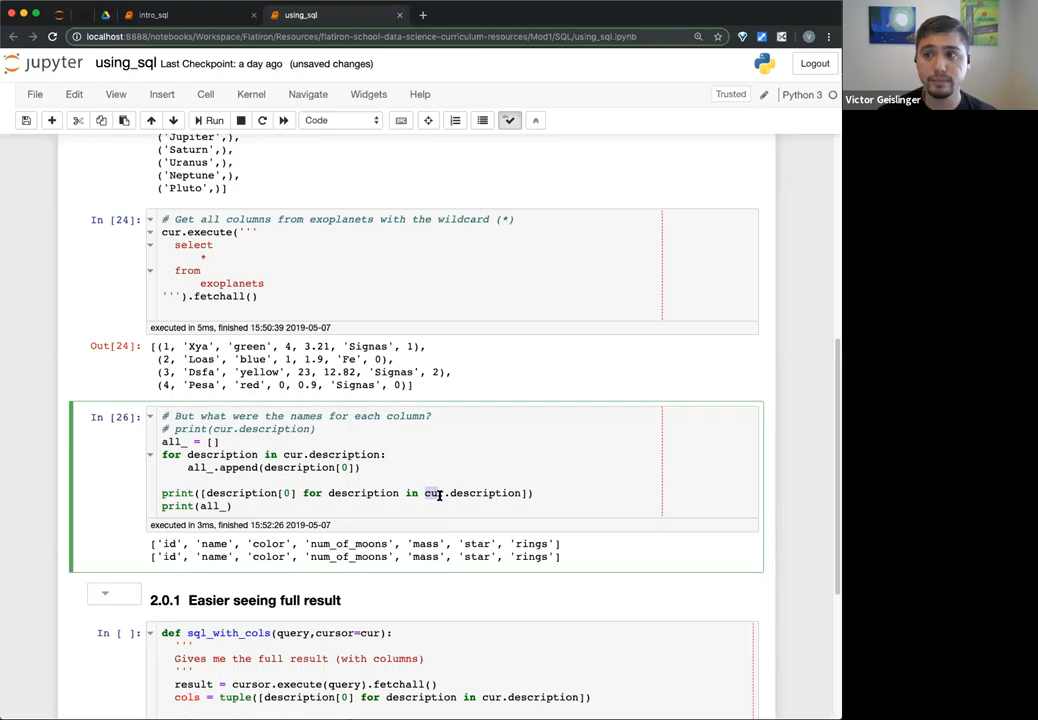 intro_sql
using_sql
localhost:8888/notebooks/Workspace/Flatiron/Resources/flatiron-school-data-science-curriculum-resources/Mod1/SQL/using_sql.ipynb
jupyter using_sql Last Checkpoint: a day ago (unsaved changes)
Logout
File Edit View Insert Cell Kernel Navigate Widgets Help
Trusted Python 3
Run Code
Victor Geislinger
('Jupiter',),
('Saturn',),
('Uranus',),
('Neptune',),
('Pluto',)]
In [24]: # Get all columns from exoplanets with the wildcard (*)
cur.execute('''
select
*
from
exoplanets
''').fetchall()
executed in 5ms, finished 15:50:39 2019-05-07
Out[24]: [(1, 'Xya', 'green', 4, 3.21, 'Signas', 1),
(2, 'Loas', 'blue', 1, 1.9, 'Fe', 0),
(3, 'Dsfa', 'yellow', 23, 12.82, 'Signas', 2),
(4, 'Pesa', 'red', 0, 0.9, 'Signas', 0)]
In [26]: # But what were the names for each column?
# print(cur.description)
all_ = []
for description in cur.description:
all_.append(description[0])
print([description[0] for description in cur.description])
print(all_)
executed in 3ms, finished 15:52:26 2019-05-07
['id', 'name', 'color', 'num_of_moons', 'mass', 'star', 'rings']
['id', 'name', 'color', 'num_of_moons', 'mass', 'star', 'rings']
2.0.1 Easier seeing full result
In [ ]: def sql_with_cols(query,cursor=cur):
'''
Gives me the full result (with columns)
'''
result = cursor.execute(query).fetchall()
cols = tuple([description[0] for description in cur.description])